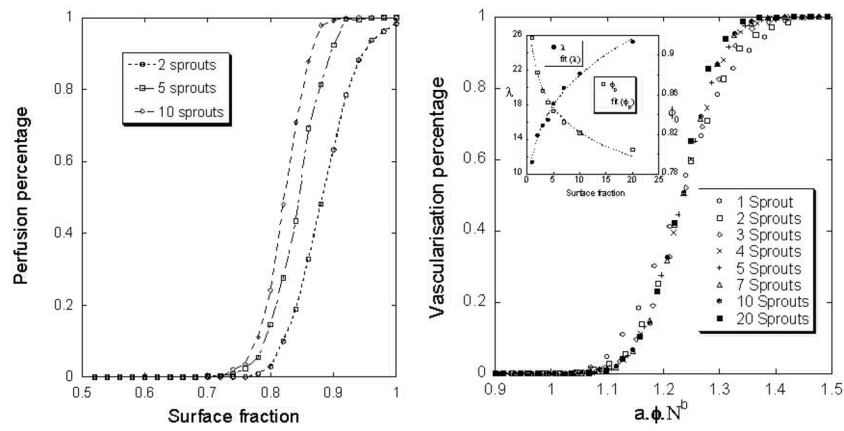 Perfusion percentage
1
0.8
0.6
0.4
0.2
0
2 sprouts
5 sprouts
10 sprouts
0.5
0.6
0.7
0.8
0.9
1
Surface fraction
Vascularisation percentage
1
0.8
0.6
0.4
0.2
0
λ
26
24
22
20
18
16
14
12
10
λ
fit (λ)
ϕ₀
fit (ϕ₀)
0.9
0.86
0.82
0.78
ϕ₀
0
5
10
15
20
25
Surface fraction
1 Sprout
2 Sprouts
3 Sprouts
4 Sprouts
5 Sprouts
7 Sprouts
10 Sprouts
20 Sprouts
0.9
1
1.1
1.2
1.3
1.4
1.5
a.ϕ.Nᵇ